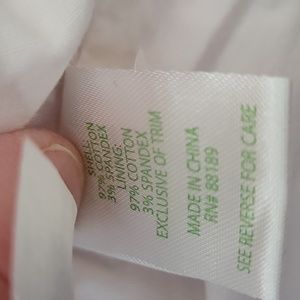 SHELL:
97% COTTON
3% SPANDEX
LINING:
97% COTTON
3% SPANDEX
EXCLUSIVE OF TRIM
MADE IN CHINA
RN# 88189
SEE REVERSE FOR CARE